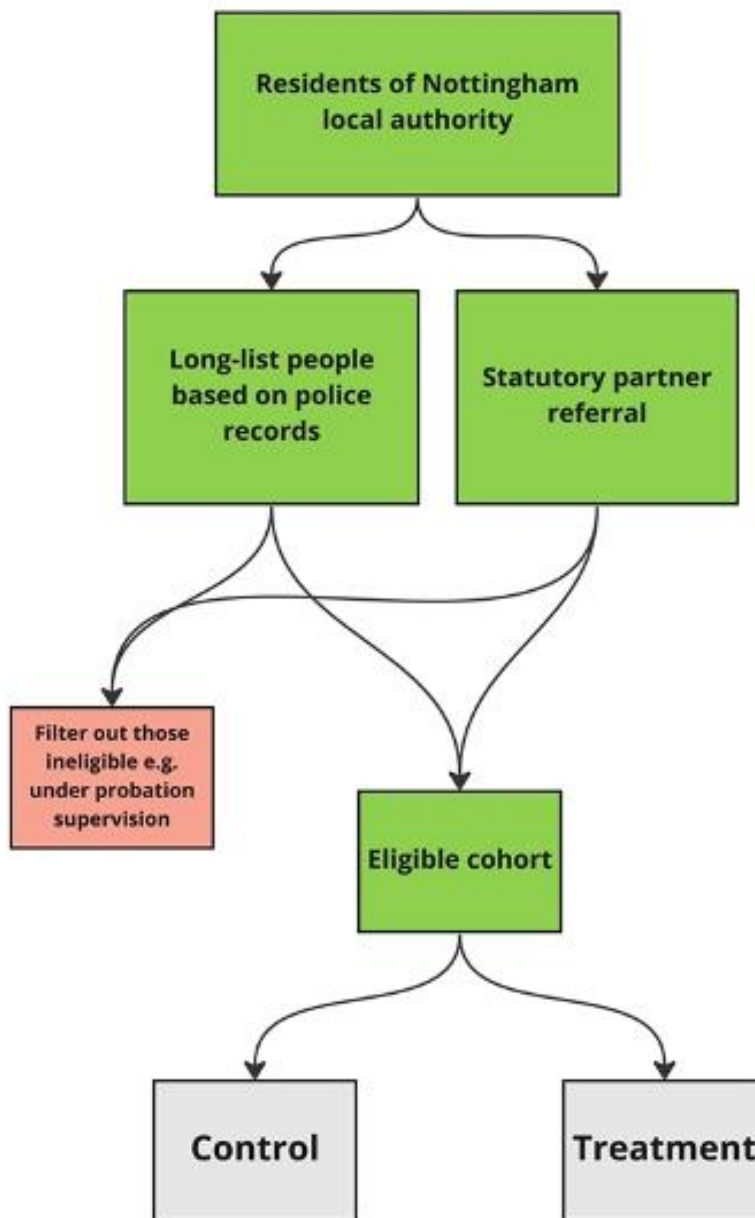 Residents of Nottingham
local authority
Long-list people
based on police
records
Statutory partner
referral
Filter out those
ineligible e.g.
under probation
supervision
Eligible cohort
Control
Treatment